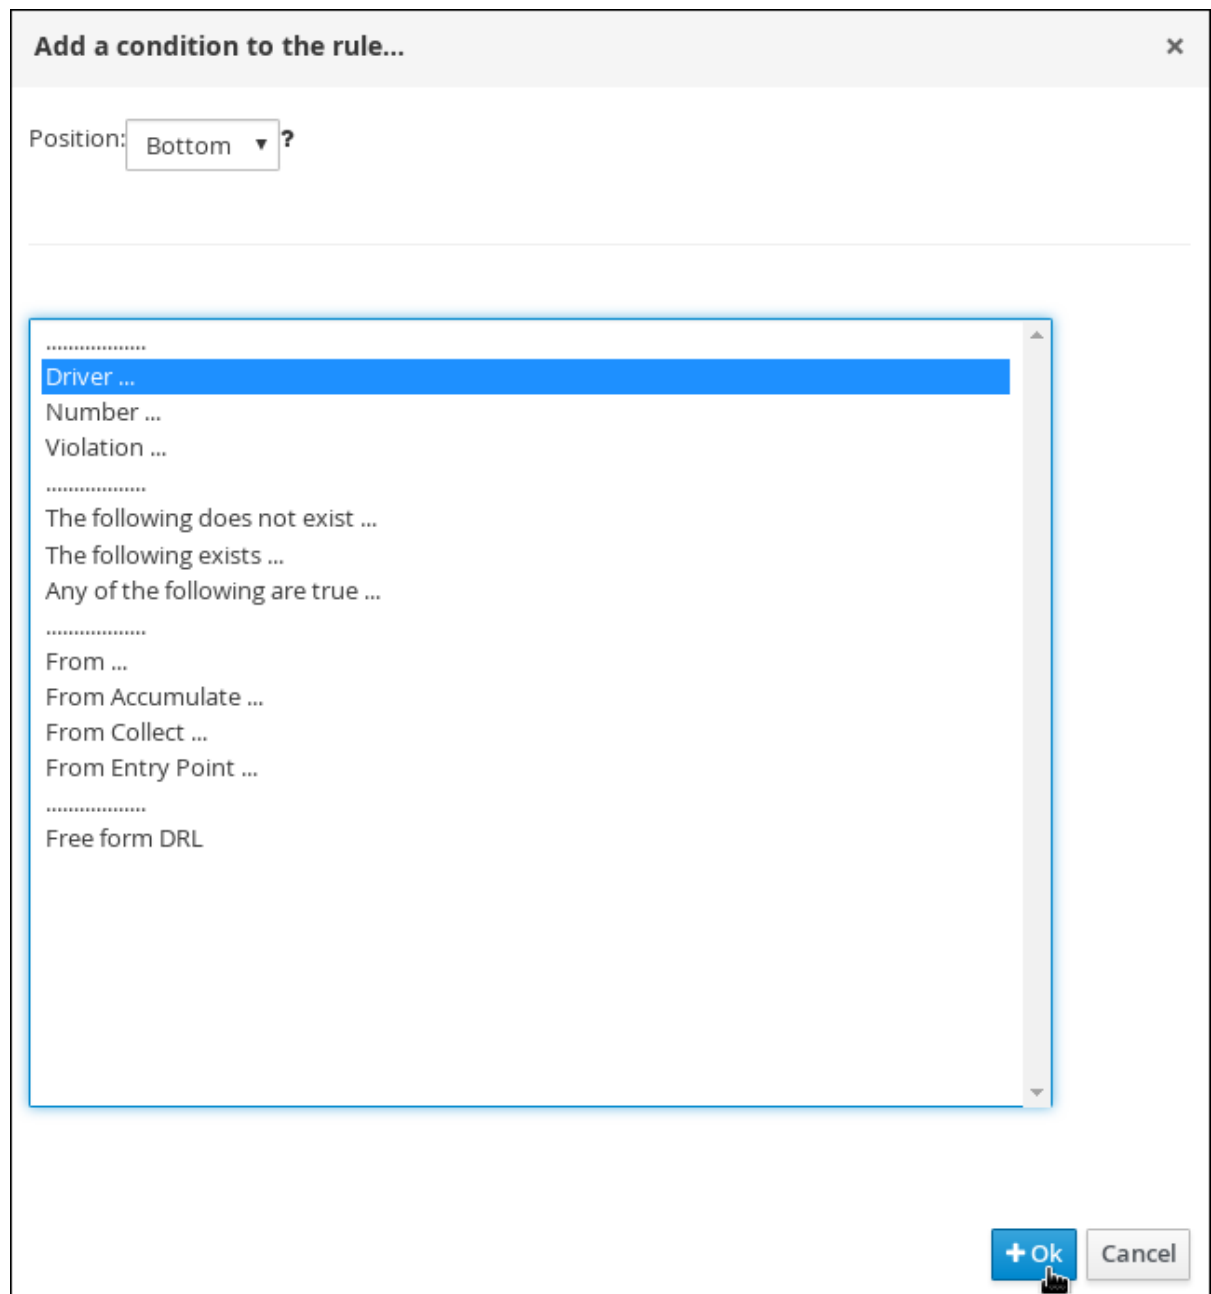 Add a condition to the rule... ×
Position: Bottom ▼ ?
..................
Driver ...
Number ...
Violation ...
..................
The following does not exist ...
The following exists ...
Any of the following are true ...
..................
From ...
From Accumulate ...
From Collect ...
From Entry Point ...
..................
Free form DRL
+ Ok Cancel